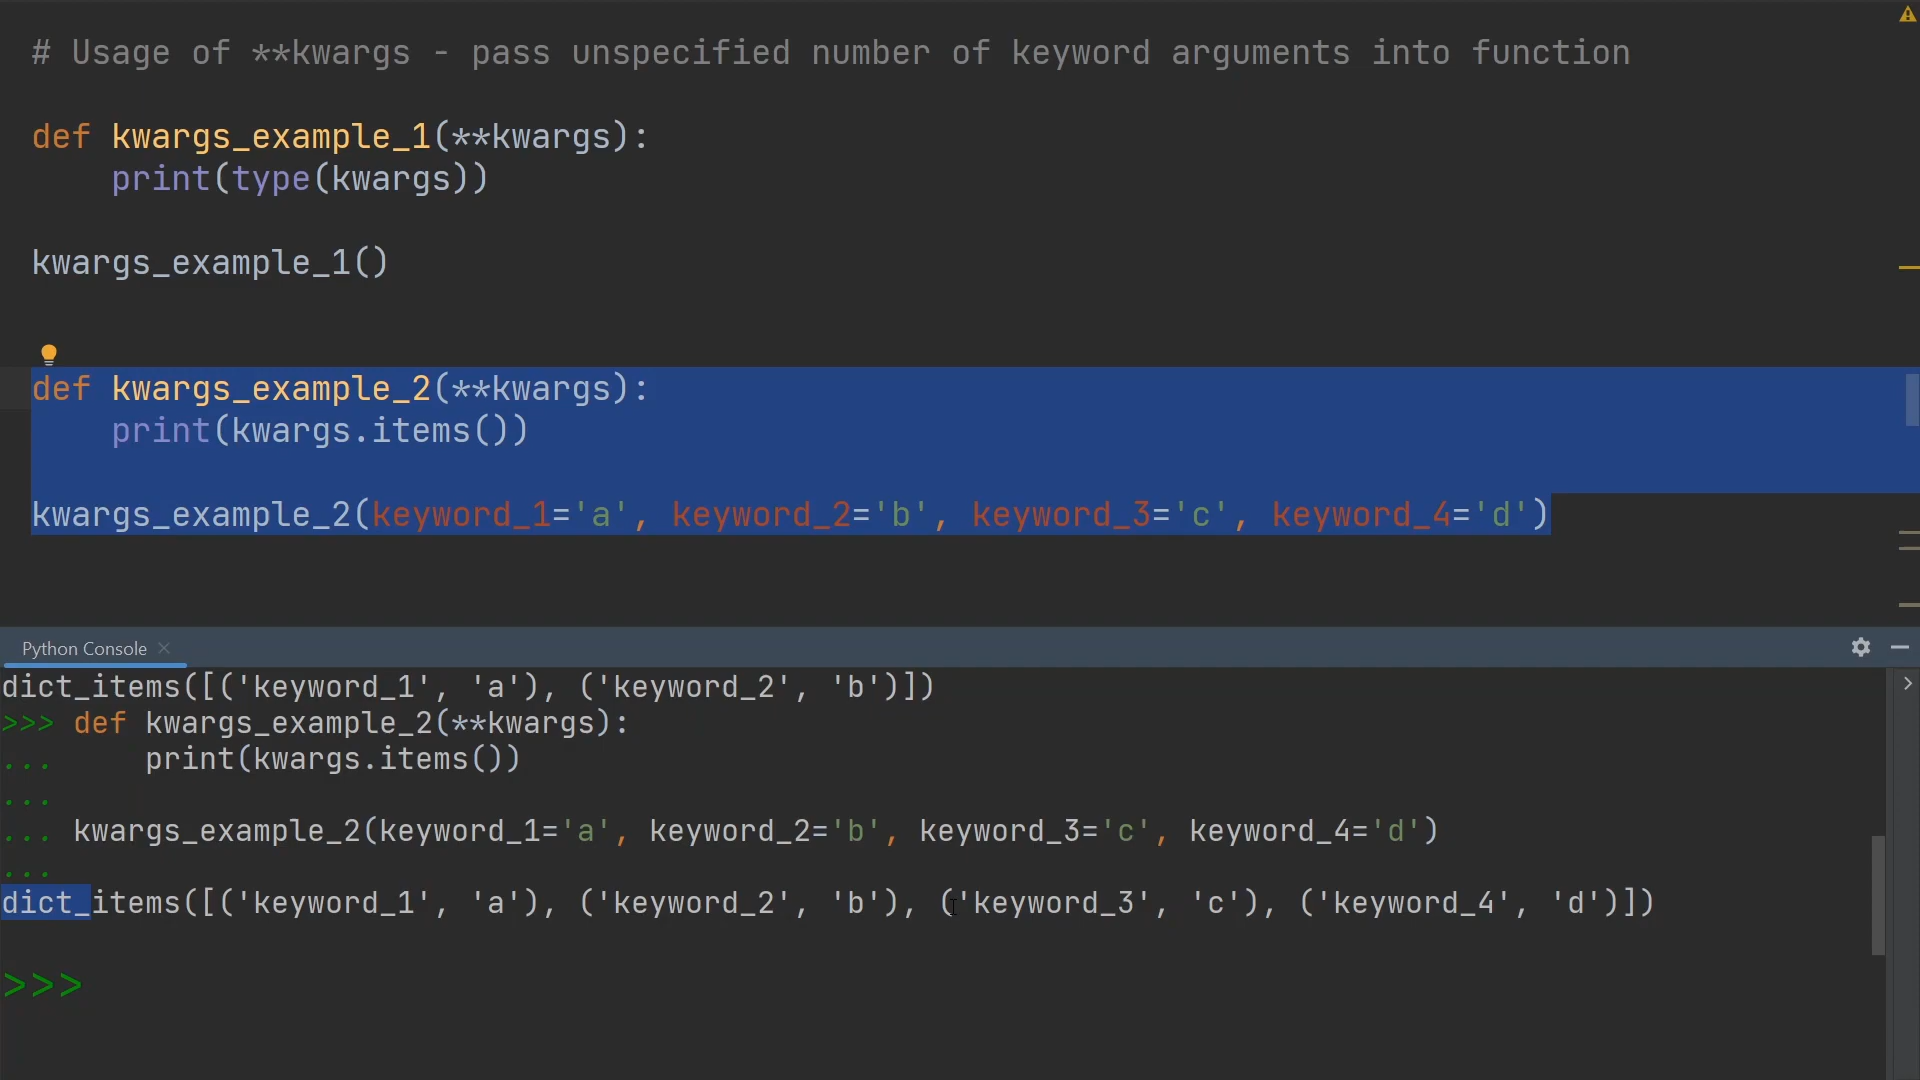 # Usage of **kwargs - pass unspecified number of keyword arguments into function
def kwargs_example_1(**kwargs):
    print(type(kwargs))
kwargs_example_1()
def kwargs_example_2(**kwargs):
    print(kwargs.items())
kwargs_example_2(keyword_1='a', keyword_2='b', keyword_3='c', keyword_4='d')
Python Console
dict_items([('keyword_1', 'a'), ('keyword_2', 'b')])
>>> def kwargs_example_2(**kwargs):
...     print(kwargs.items())
...
... kwargs_example_2(keyword_1='a', keyword_2='b', keyword_3='c', keyword_4='d')
...
dict_items([('keyword_1', 'a'), ('keyword_2', 'b'), ('keyword_3', 'c'), ('keyword_4', 'd')])
>>>